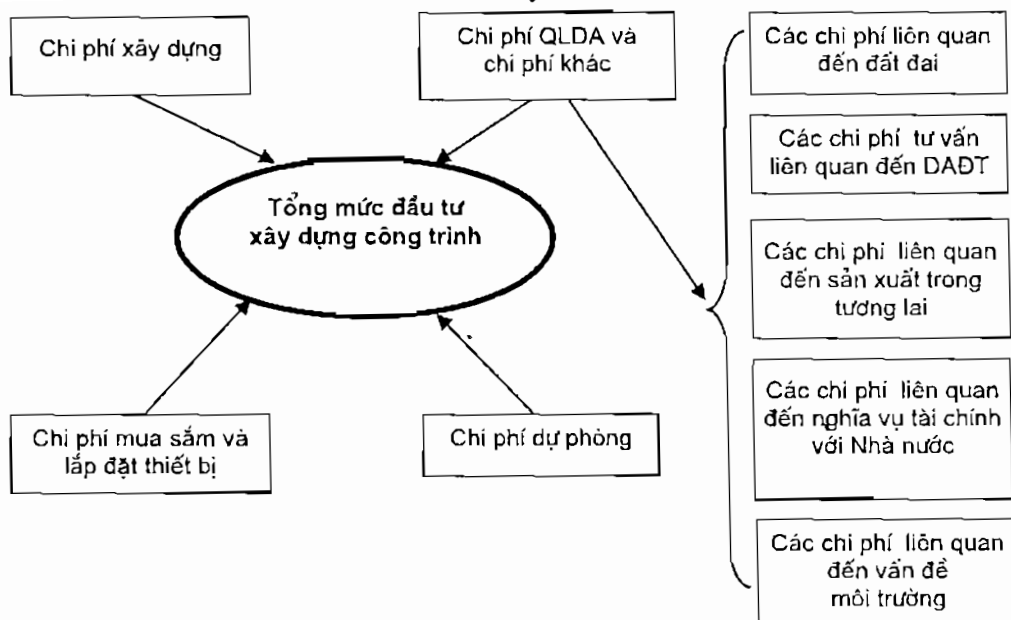 Chi phí xây dựng
Chi phí QLDA và
chi phí khác
Các chi phí liên quan
đến đất đai
Các chi phí tư vấn
liên quan đến DAĐT
Tổng mức đầu tư
xây dựng công trình
Các chi phí liên quan
đến sản xuất trong
tương lai
Các chi phí liên quan
đến nghĩa vụ tài chính
với Nhà nước
Chi phí mua sắm và
lắp đặt thiết bị
Chi phí dự phòng
Các chi phí liên quan
đến vấn đề
môi trường